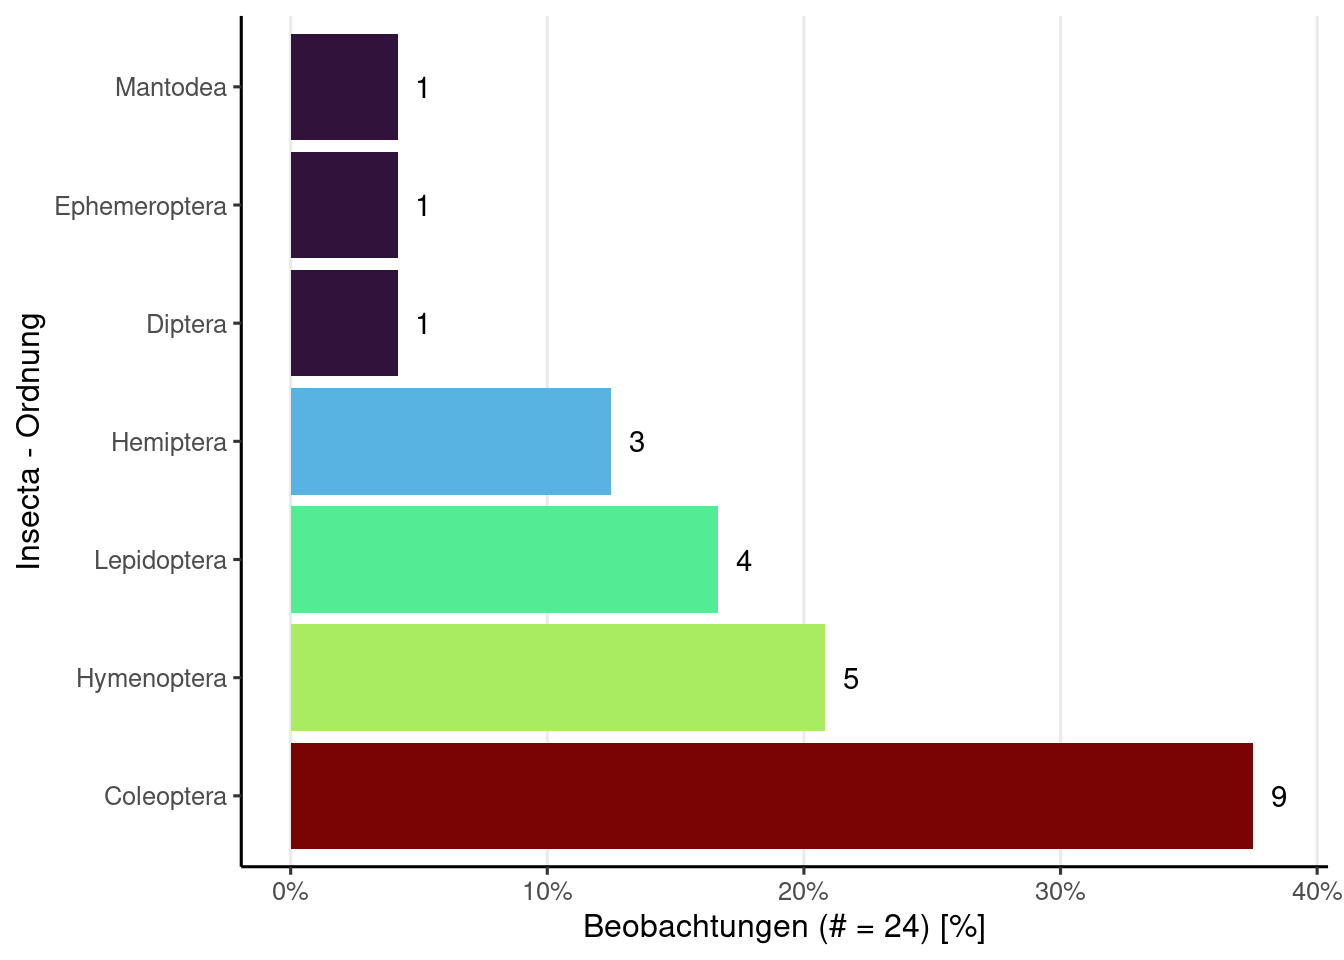 Insecta - Ordnung
Mantodea 1
Ephemeroptera 1
Diptera 1
Hemiptera 3
Lepidoptera 4
Hymenoptera 5
Coleoptera 9
0% 10% 20% 30% 40%
Beobachtungen (# = 24) [%]